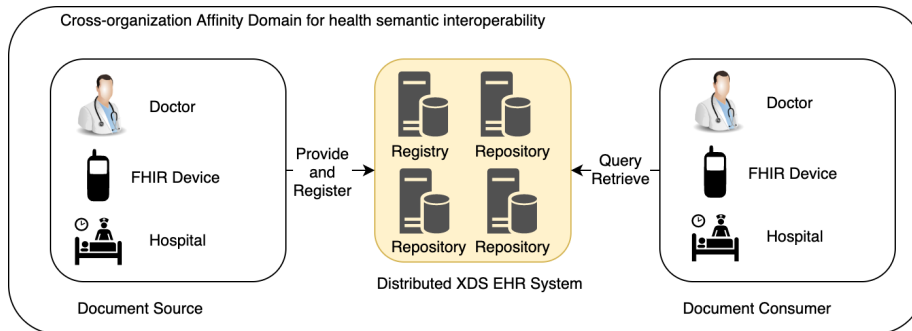 Cross-organization Affinity Domain for health semantic interoperability
Doctor
FHIR Device
Hospital
Document Source
Provide
and
Register
Registry
Repository
Repository
Repository
Distributed XDS EHR System
Query
Retrieve
Doctor
FHIR Device
Hospital
Document Consumer